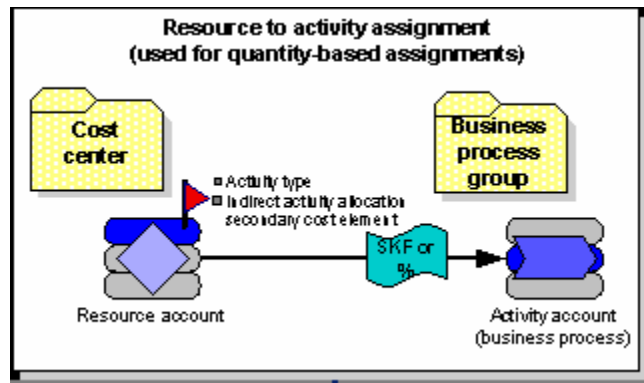 Resource to activity assignment
(used for quantity-based assignments)
Cost
center
Business
process
group
Activity type
Indirect activity allocation
secondary cost element
SKF or
%
Resource account
Activity account
(business process)